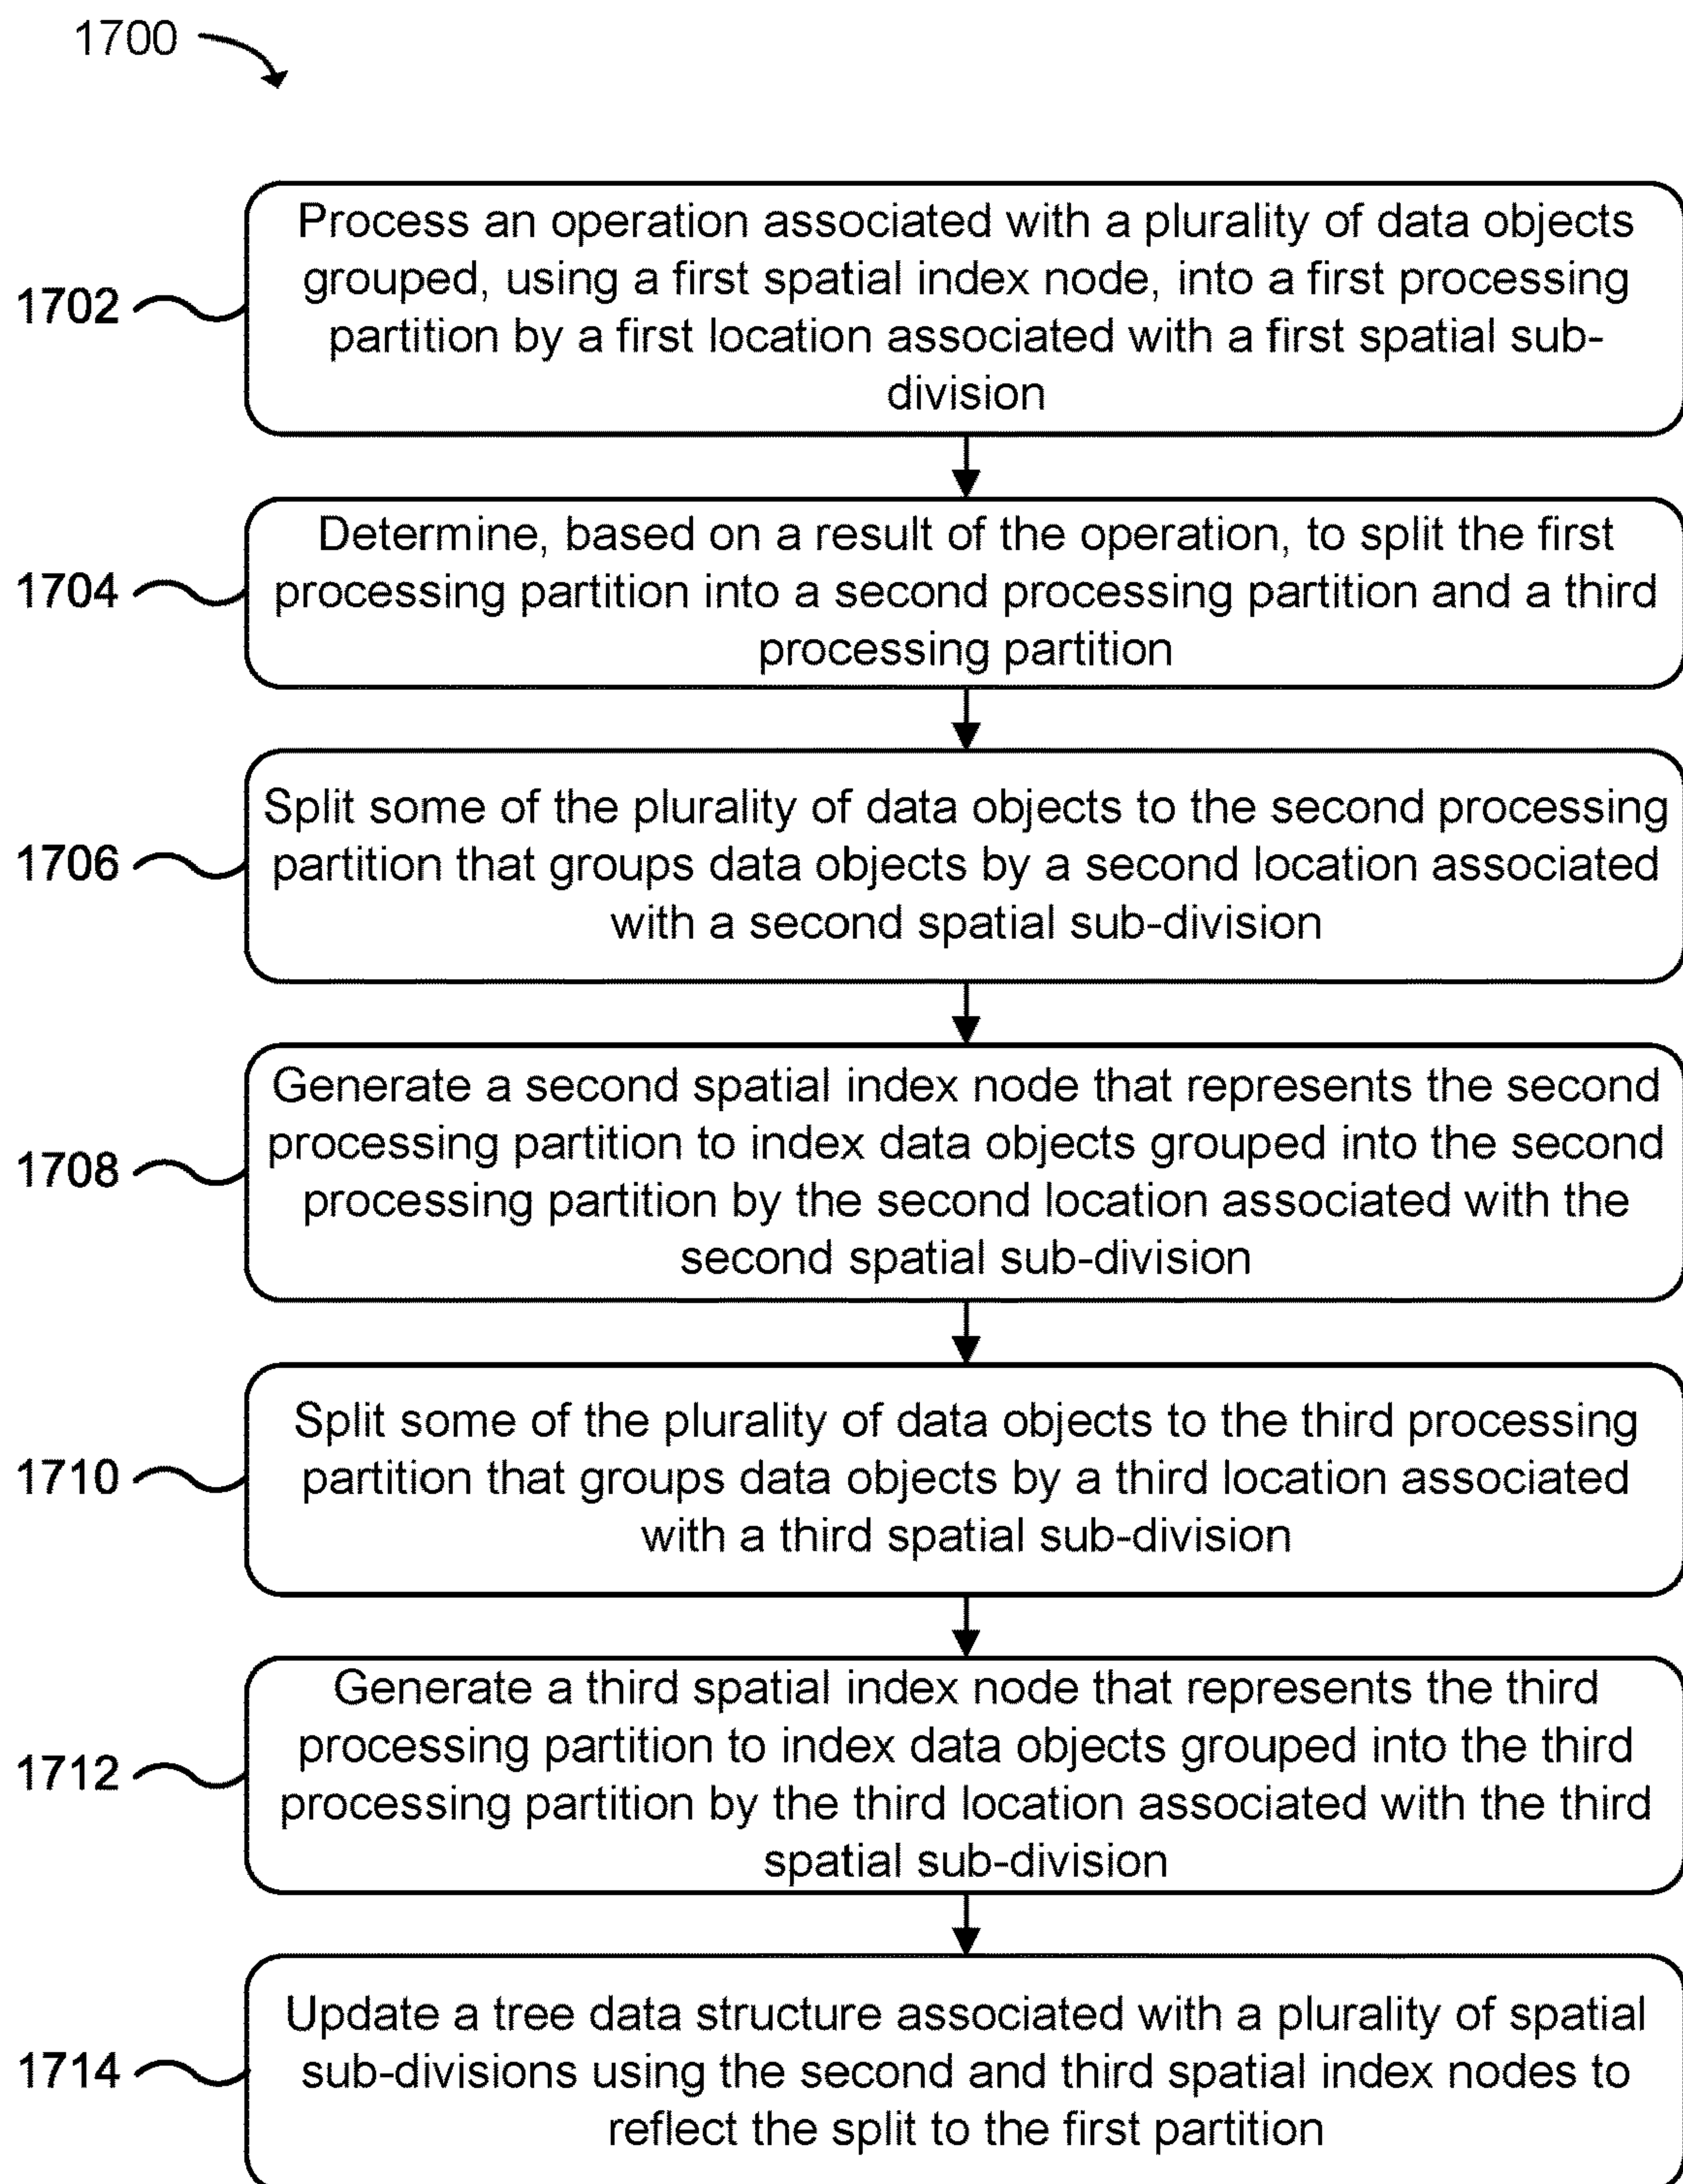 1700
Process an operation associated with a plurality of data objects
grouped, using a first spatial index node, into a first processing
partition by a first location associated with a first spatial sub-
division
1702
Determine, based on a result of the operation, to split the first
processing partition into a second processing partition and a third
processing partition
1704
Split some of the plurality of data objects to the second processing
partition that groups data objects by a second location associated
with a second spatial sub-division
1706
Generate a second spatial index node that represents the second
processing partition to index data objects grouped into the second
processing partition by the second location associated with the
second spatial sub-division
1708
Split some of the plurality of data objects to the third processing
partition that groups data objects by a third location associated
with a third spatial sub-division
1710
Generate a third spatial index node that represents the third
processing partition to index data objects grouped into the third
processing partition by the third location associated with the third
spatial sub-division
1712
Update a tree data structure associated with a plurality of spatial
sub-divisions using the second and third spatial index nodes to
reflect the split to the first partition
1714